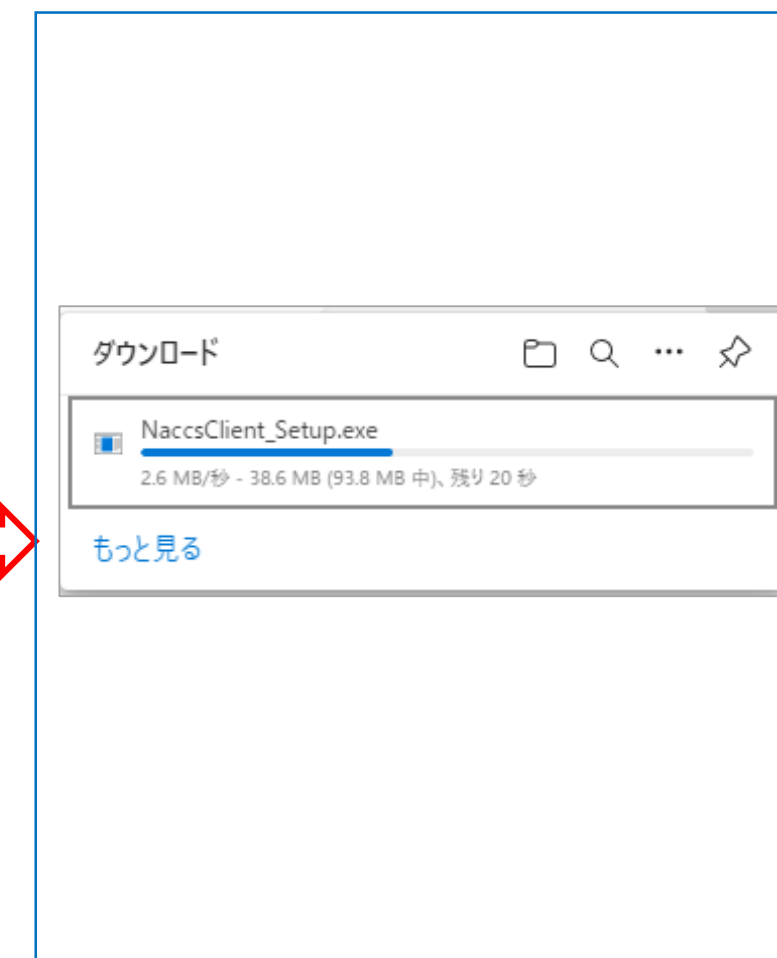 ダウンロード
NaccsClient_Setup.exe
2.6 MB/秒 - 38.6 MB (93.8 MB 中)、残り 20 秒
もっと見る